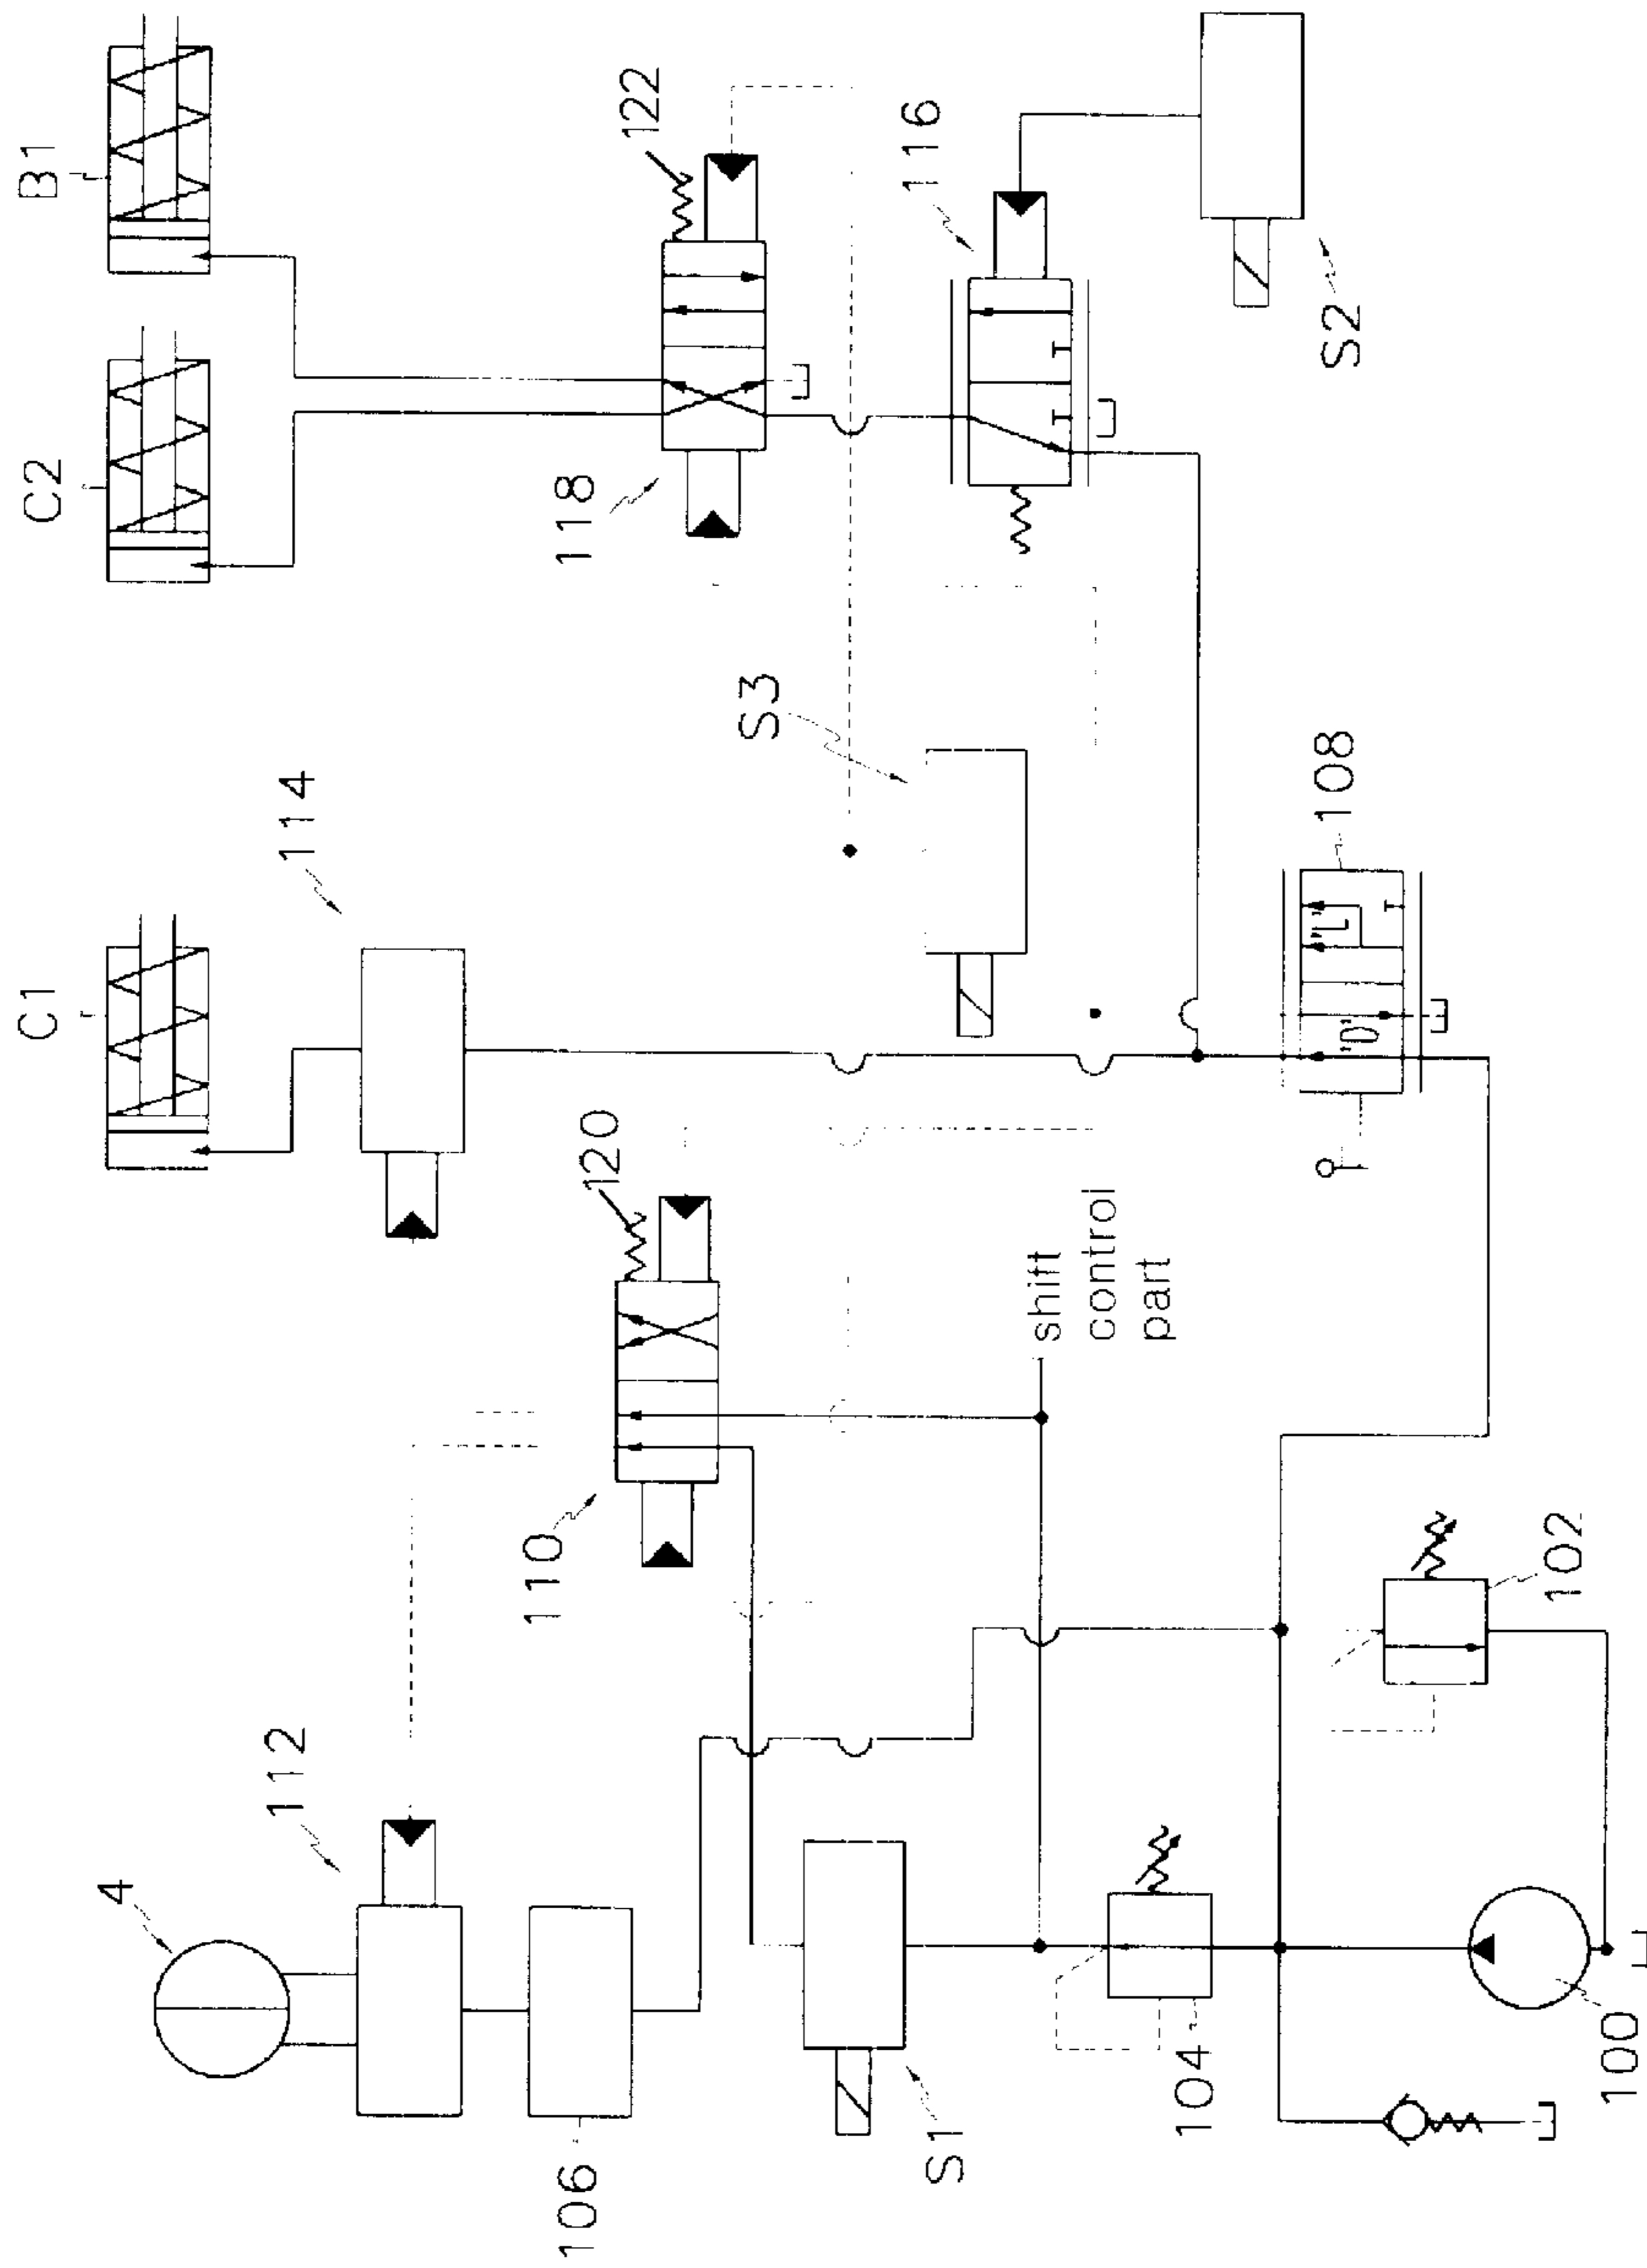 B1
C2
C1
4
122
116
118
S2
S3
114
108
'L'
'D'
120
shift
control
part
110
112
102
S1
104
100
106